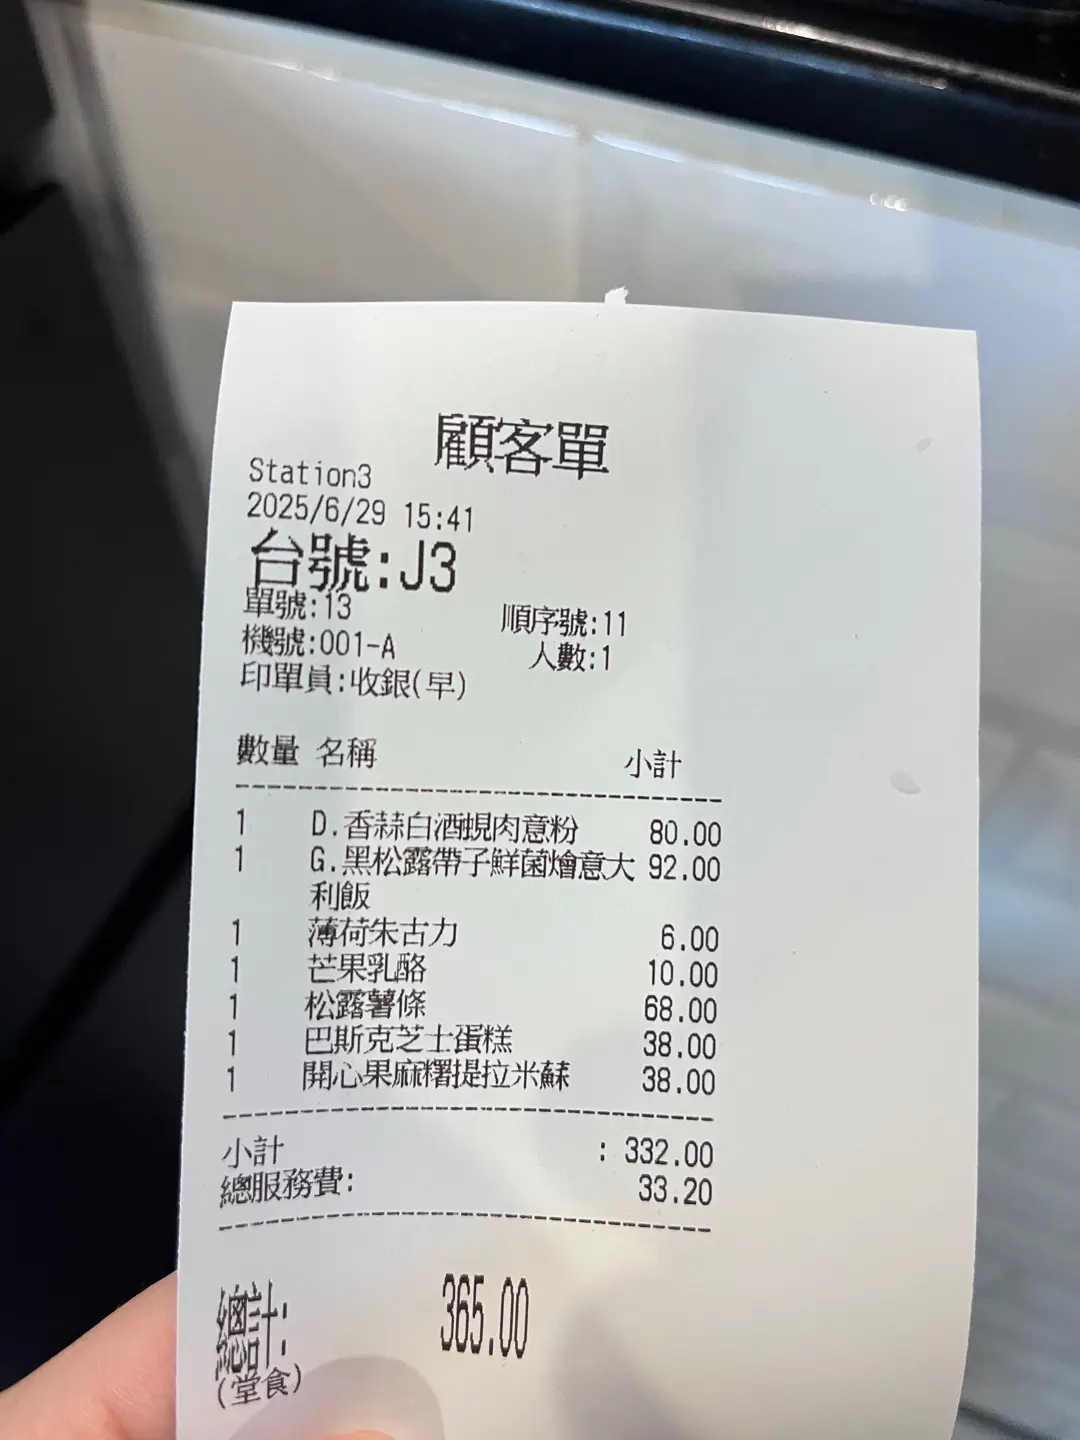 顧客單
Station3
2025/6/29 15:41
台號:J3
單號:13 順序號:11
機號:001-A 人數:1
印單員:收銀(早)
數量 名稱 小計
1 D.香蒜白酒蜆肉意粉 80.00
1 G.黑松露帶子鮮菌燴意大 92.00
利飯
1 薄荷朱古力 6.00
1 芒果乳酪 10.00
1 松露薯條 68.00
1 巴斯克芝士蛋糕 38.00
1 開心果麻糬提拉米蘇 38.00
小計 : 332.00
總服務費: 33.20
總計: 365.00
(堂食)